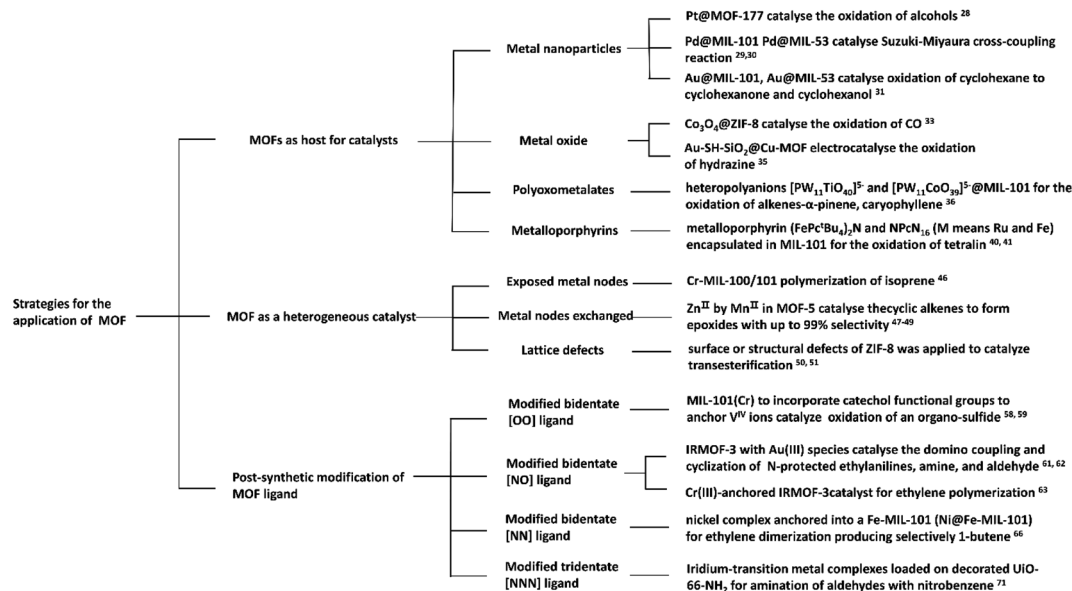 Strategies for the
application of MOF
MOFs as host for catalysts
Metal nanoparticles
Pt@MOF-177 catalyse the oxidation of alcohols 28
Pd@MIL-101 Pd@MIL-53 catalyse Suzuki-Miyaura cross-coupling
reaction 29,30
Au@MIL-101, Au@MIL-53 catalyse oxidation of cyclohexane to
cyclohexanone and cyclohexanol 31
Metal oxide
Co₃O₄@ZIF-8 catalyse the oxidation of CO 33
Au-SH-SiO₂@Cu-MOF electrocatalyse the oxidation
of hydrazine 35
Polyoxometalates
heteropolyanions [PW₁₁TiO₄₀]⁵⁻ and [PW₁₁CoO₃₉]⁵⁻@MIL-101 for the
oxidation of alkenes-α-pinene, caryophyllene 36
Metalloporphyrins
metalloporphyrin (FePcᵗBu₄)₂N and NPcN₁₆ (M means Ru and Fe)
encapsulated in MIL-101 for the oxidation of tetralin 40, 41
MOF as a heterogeneous catalyst
Exposed metal nodes
Cr-MIL-100/101 polymerization of isoprene 46
Metal nodes exchanged
Zn^II by Mn^II in MOF-5 catalyse thecyclic alkenes to form
epoxides with up to 99% selectivity 47-49
Lattice defects
surface or structural defects of ZIF-8 was applied to catalyze
transesterification 50, 51
Post-synthetic modification of
MOF ligand
Modified bidentate
[OO] ligand
MIL-101(Cr) to incorporate catechol functional groups to
anchor V^IV ions catalyze oxidation of an organo-sulfide 58, 59
Modified bidentate
[NO] ligand
IRMOF-3 with Au(III) species catalyse the domino coupling and
cyclization of N-protected ethylanilines, amine, and aldehyde 61, 62
Cr(III)-anchored IRMOF-3catalyst for ethylene polymerization 63
Modified bidentate
[NN] ligand
nickel complex anchored into a Fe-MIL-101 (Ni@Fe-MIL-101)
for ethylene dimerization producing selectively 1-butene 66
Modified tridentate
[NNN] ligand
Iridium-transition metal complexes loaded on decorated UiO-
66-NH₂ for amination of aldehydes with nitrobenzene 71